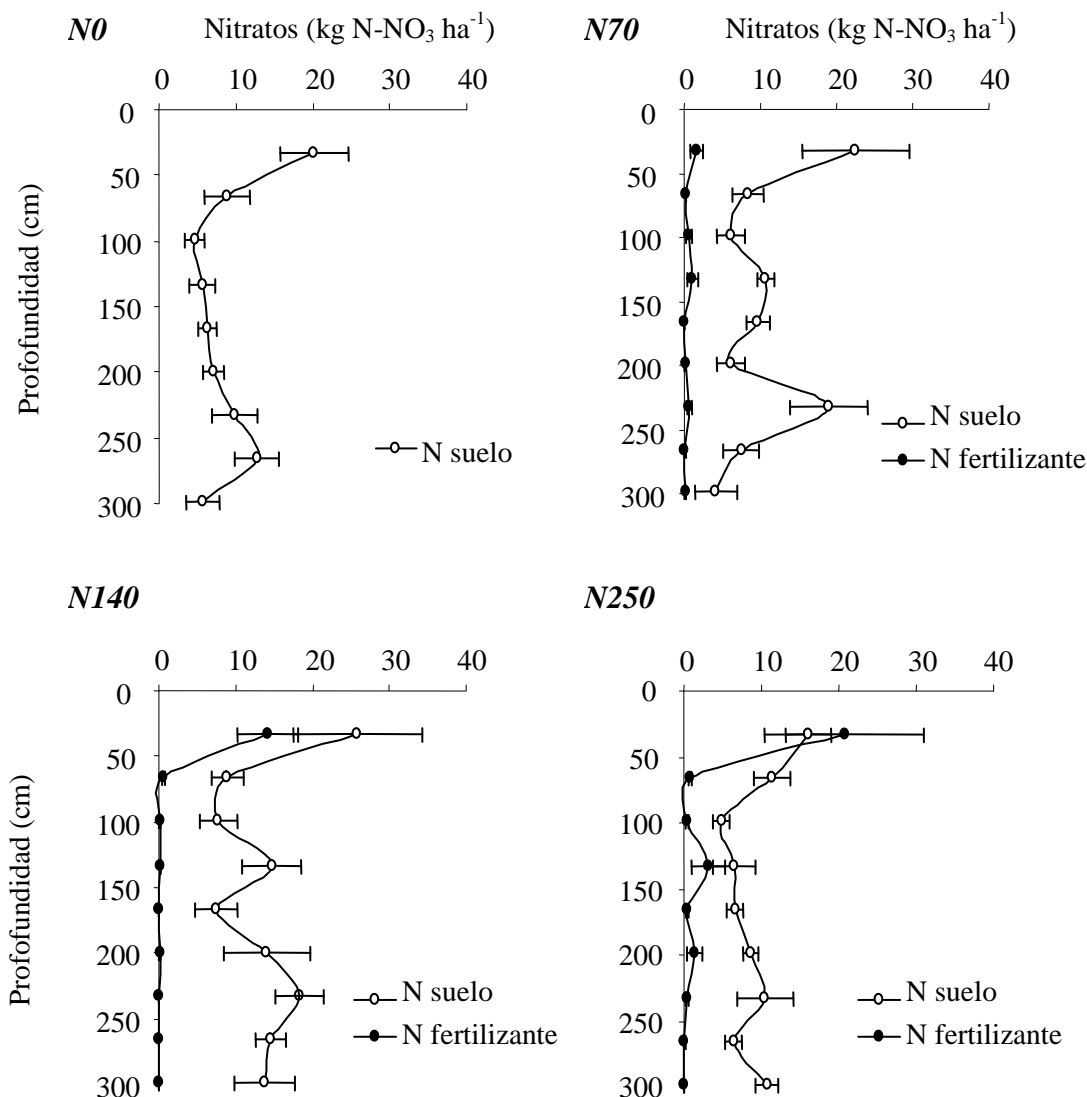 N0 Nitratos (kg N-NO₃ ha⁻¹)
0 10 20 30 40
0
50
100
150
200
250
300
Profofundidad (cm)
N suelo
N70 Nitratos (kg N-NO₃ ha⁻¹)
0 10 20 30 40
0
50
100
150
200
250
300
N suelo
N fertilizante
N140
0 10 20 30 40
0
50
100
150
200
250
300
Profofundidad (cm)
N suelo
N fertilizante
N250
0 10 20 30 40
0
50
100
150
200
250
300
N suelo
N fertilizante